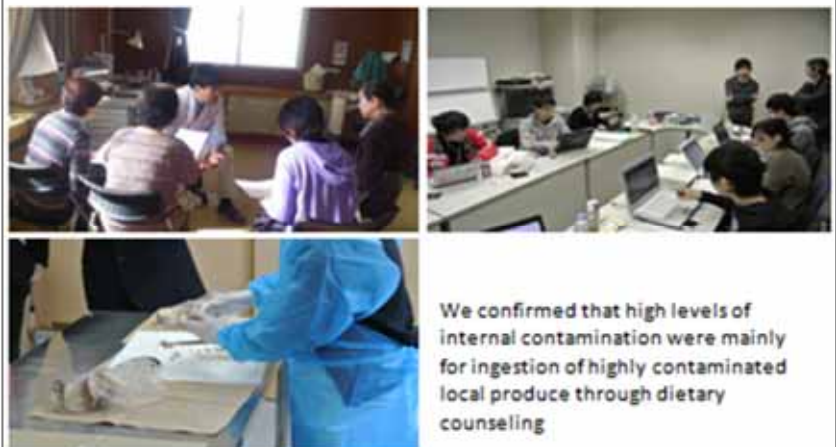 We confirmed that high levels of
internal contamination were mainly
for ingestion of highly contaminated
local produce through dietary
counseling